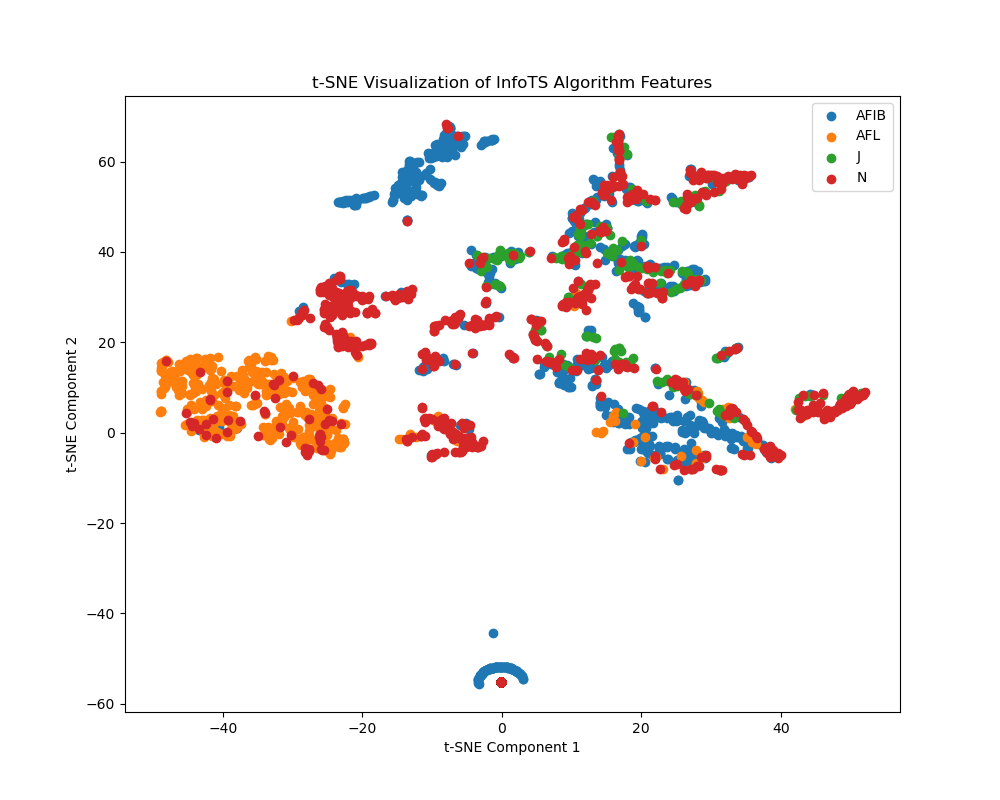 t-SNE Visualization of InfoTS Algorithm Features
AFIB
AFL
J
N
60
40
20
0
−20
−40
−60
−40
−20
0
20
40
t-SNE Component 2
t-SNE Component 1